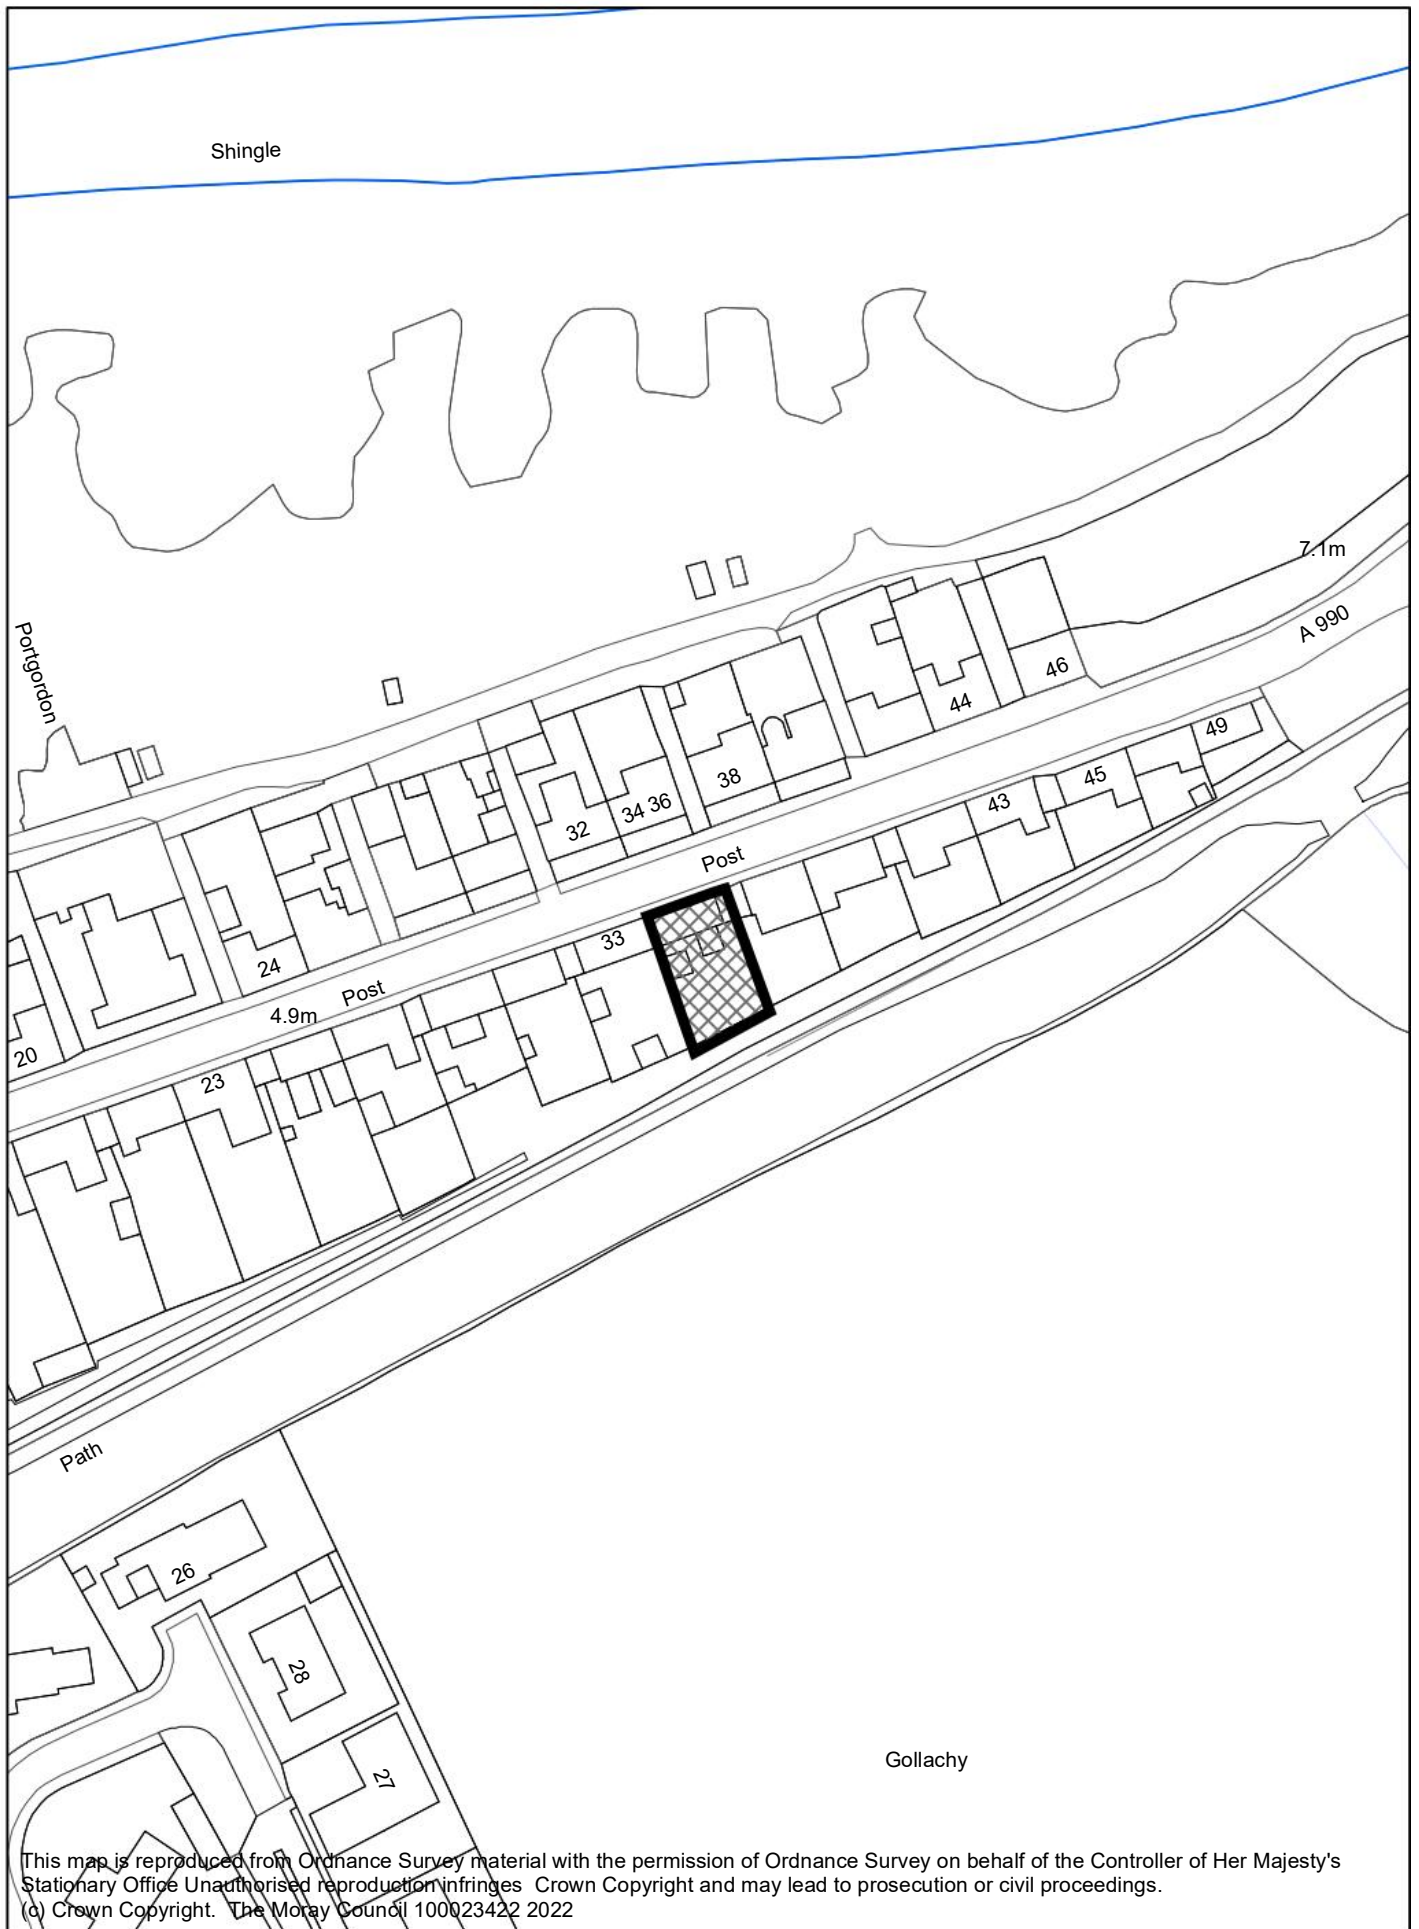 Shingle
7.1m
A 990
Portgordon
46
44
49
38
45
34 36
43
32
Post
33
24
Post
4.9m
20
23
Path
26
28
Gollachy
27
This map is reproduced from Ordnance Survey material with the permission of Ordnance Survey on behalf of the Controller of Her Majesty's
Stationary Office Unauthorised reproduction infringes Crown Copyright and may lead to prosecution or civil proceedings.
(c) Crown Copyright. The Moray Council 100023422 2022